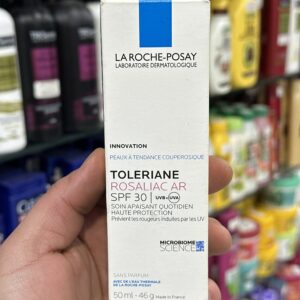 LA ROCHE-POSAY
LABORATOIRE DERMATOLOGIQUE
INNOVATION
PEAUX À TENDANCE COUPEROSIQUE
TOLERIANE
ROSALIAC AR
SPF 30 | UVB+UVA
SOIN APAISANT QUOTIDIEN
HAUTE PROTECTION
Prévient les rougeurs induites par les UV
MICROBIOME
SCIENCE
SANS PARFUM
AVEC DE L'EAU THERMALE
DE LA ROCHE-POSAY
50 ml - 46 g Made in France